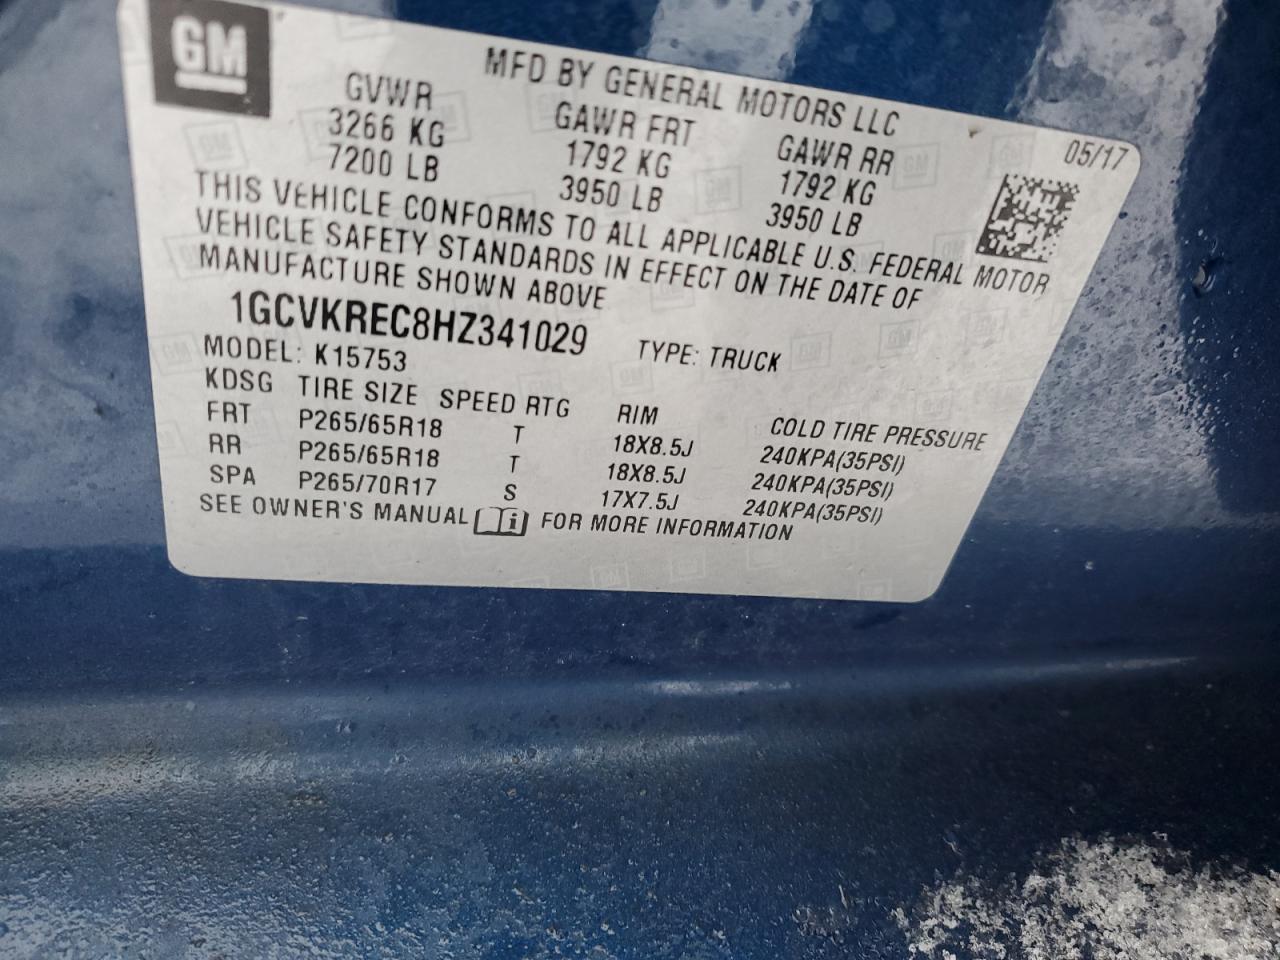 GM
MFD BY GENERAL MOTORS LLC
05/17
GVWR GAWR FRT GAWR RR
3266 KG 1792 KG 1792 KG
7200 LB 3950 LB 3950 LB
THIS VEHICLE CONFORMS TO ALL APPLICABLE U.S. FEDERAL MOTOR
VEHICLE SAFETY STANDARDS IN EFFECT ON THE DATE OF
MANUFACTURE SHOWN ABOVE
1GCVKREC8HZ341029 TYPE: TRUCK
MODEL: K15753
KDSG TIRE SIZE SPEED RTG RIM COLD TIRE PRESSURE
FRT P265/65R18 T 18X8.5J 240KPA(35PSI)
RR P265/65R18 T 18X8.5J 240KPA(35PSI)
SPA P265/70R17 S 17X7.5J 240KPA(35PSI)
SEE OWNER'S MANUAL i FOR MORE INFORMATION